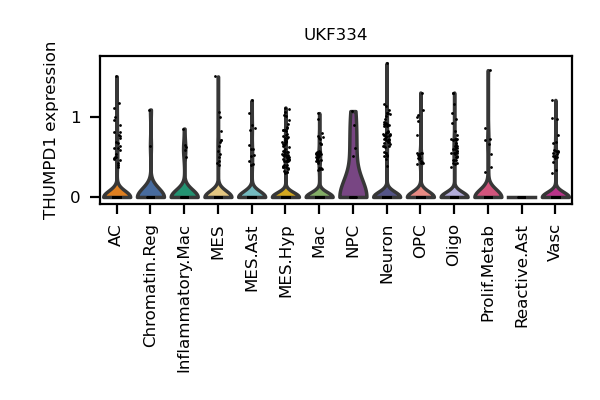 UKF334
THUMPD1 expression
1
0
AC
Chromatin.Reg
Inflammatory.Mac
MES
MES.Ast
MES.Hyp
Mac
NPC
Neuron
OPC
Oligo
Prolif.Metab
Reactive.Ast
Vasc